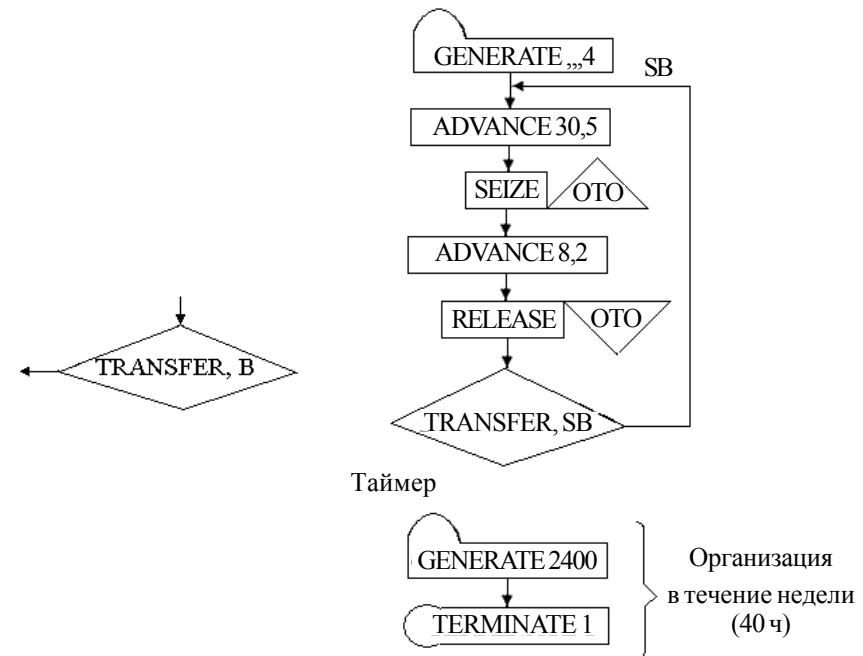 GENERATE ,,,4
SB
ADVANCE 30,5
SEIZE OTO
ADVANCE 8,2
RELEASE OTO
TRANSFER, B
TRANSFER, SB
Таймер
GENERATE 2400
TERMINATE 1
Организация
в течение недели
(40 ч)